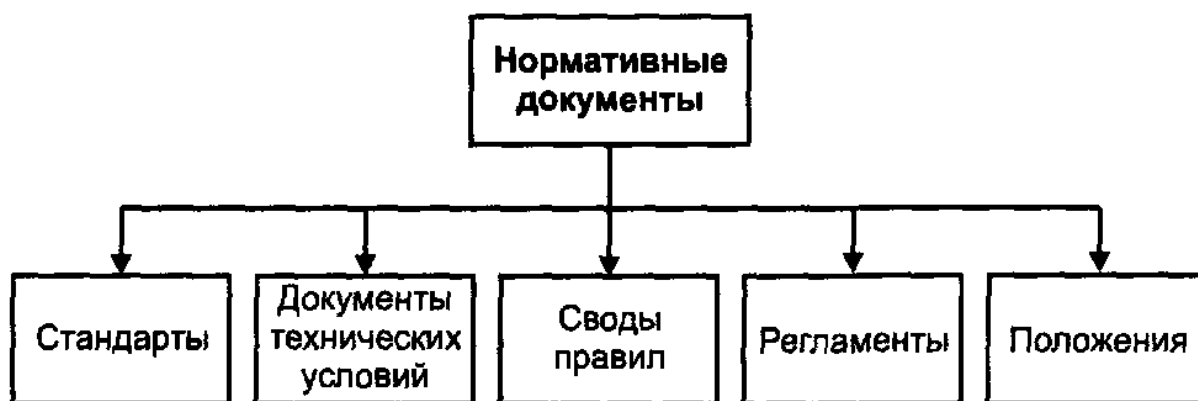 Нормативные
документы
Стандарты
Документы
технических
условий
Своды
правил
Регламенты
Положения